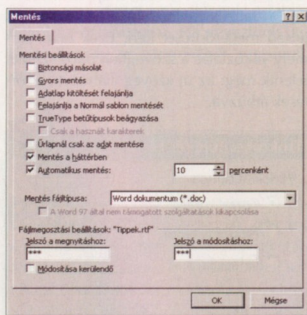 Mentés
Mentés
Mentési beállítások
Biztonsági másolat
Gyors mentés
Adatlap kitöltését felajánlja
Felajánlja a Normál sablon mentését
TrueType betűtípusok beágyazása
Csak a használt karakterek
Űrlapnál csak az adat mentése
Mentés a háttérben
Automatikus mentés: 10 percenként
Mentés fájltípusa: Word dokumentum (*.doc)
A Word 97 által nem támogatott szolgáltatások kikapcsolása
Fájlmegosztási beállítások: "Tippek.rtf"
Jelszó a megnyitáshoz: Jelszó a módosításhoz:
*** ***
Módosítása kerülendő
OK Mégse